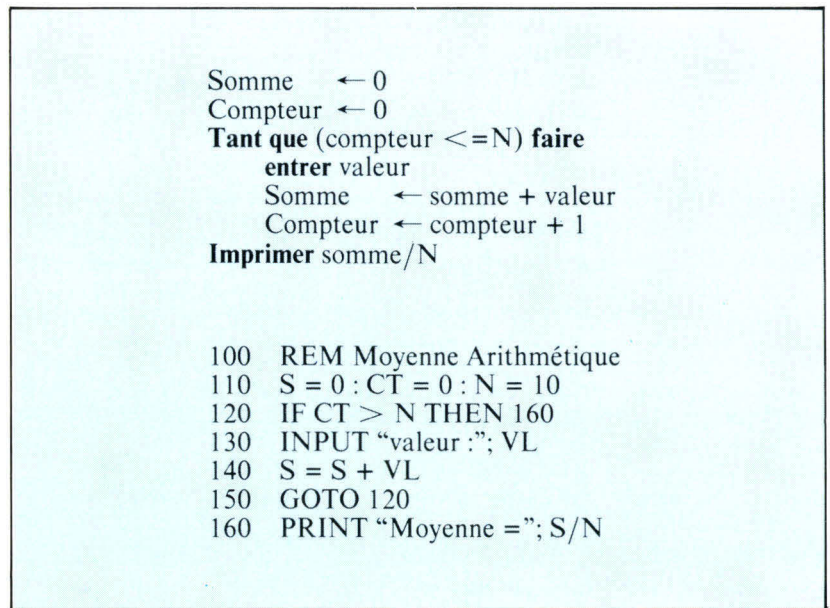 Somme ← 0
Compteur ← 0
Tant que (compteur <=N) faire
entrer valeur
Somme ← somme + valeur
Compteur ← compteur + 1
Imprimer somme/N
100 REM Moyenne Arithmétique
110 S = 0 : CT = 0 : N = 10
120 IF CT > N THEN 160
130 INPUT “valeur :”; VL
140 S = S + VL
150 GOTO 120
160 PRINT “Moyenne =”; S/N